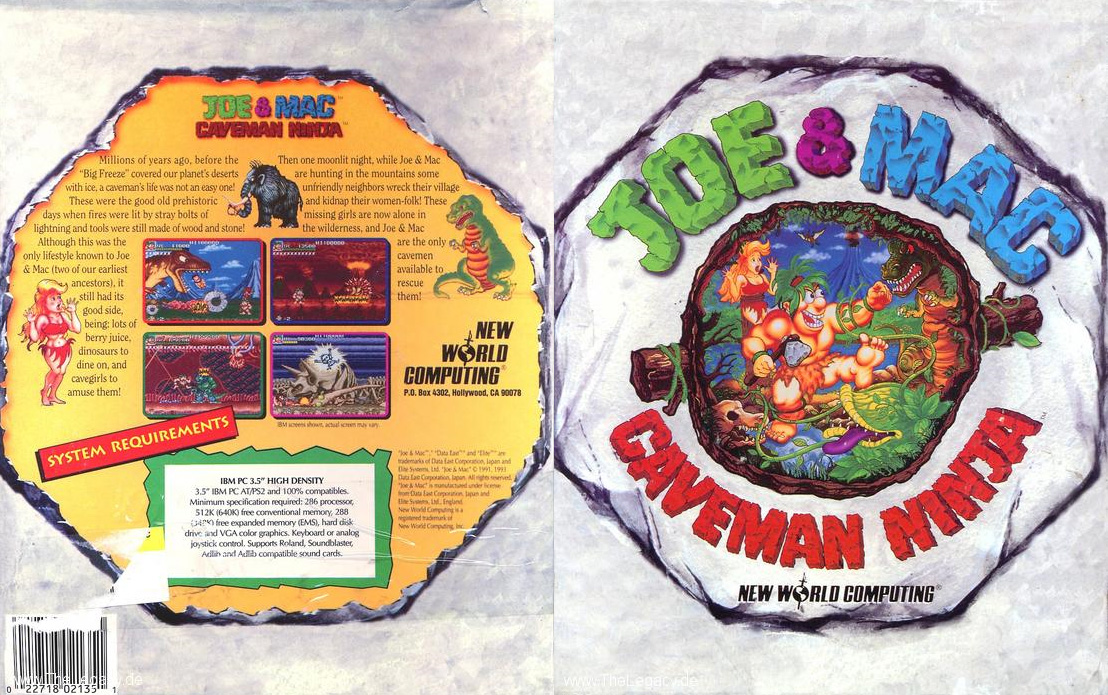 JOE & MAC™
CAVEMAN NINJA™
Millions of years ago, before the
"Big Freeze" covered our planet's deserts
with ice, a caveman's life was not an easy one!
These were the good old prehistoric
days when fires were lit by stray bolts of
lightning and tools were still made of wood and stone!
Although this was the
only lifestyle known to Joe
& Mac (two of our earliest
ancestors), it
still had its
good side,
being; lots of
berry juice,
dinosaurs to
dine on, and
cavegirls to
amuse them!
Then one moonlit night, while Joe & Mac
are hunting in the mountains some
unfriendly neighbors wreck their village
and kidnap their women-folk! These
missing girls are now alone in
the wilderness, and Joe & Mac
are the only
cavemen
available to
rescue
them!
NEW
WORLD
COMPUTING®
P.O. Box 4302, Hollywood, CA 90078
IBM screens shown, actual screen may vary.
SYSTEM REQUIREMENTS
IBM PC 3.5" HIGH DENSITY
3.5" IBM PC AT/PS2 and 100% compatibles.
Minimum specification required: 286 processor,
512K (640K) free conventional memory, 288
free expanded memory (EMS), hard disk
drive and VGA color graphics. Keyboard or analog
joystick control. Supports Roland, Soundblaster,
Adlib and Adlib compatible sound cards.
"Joe & Mac"," "Data East"" and "Elite"" are
trademarks of Data East Corporation, Japan and
Elite Systems, Ltd. "Joe & Mac" © 1991, 1993
Data East Corporation, Japan. All rights reserved.
"Joe & Mac" is manufactured under license
from Data East Corporation, Japan and
Elite Systems, Ltd., England.
New World Computing is a
registered trademark of
New World Computing, Inc.
0 22718 02135 1
www.TheLegacy.de
JOE & MAC
CAVEMAN NINJA™
NEW WORLD COMPUTING®
www.TheLegacy.de